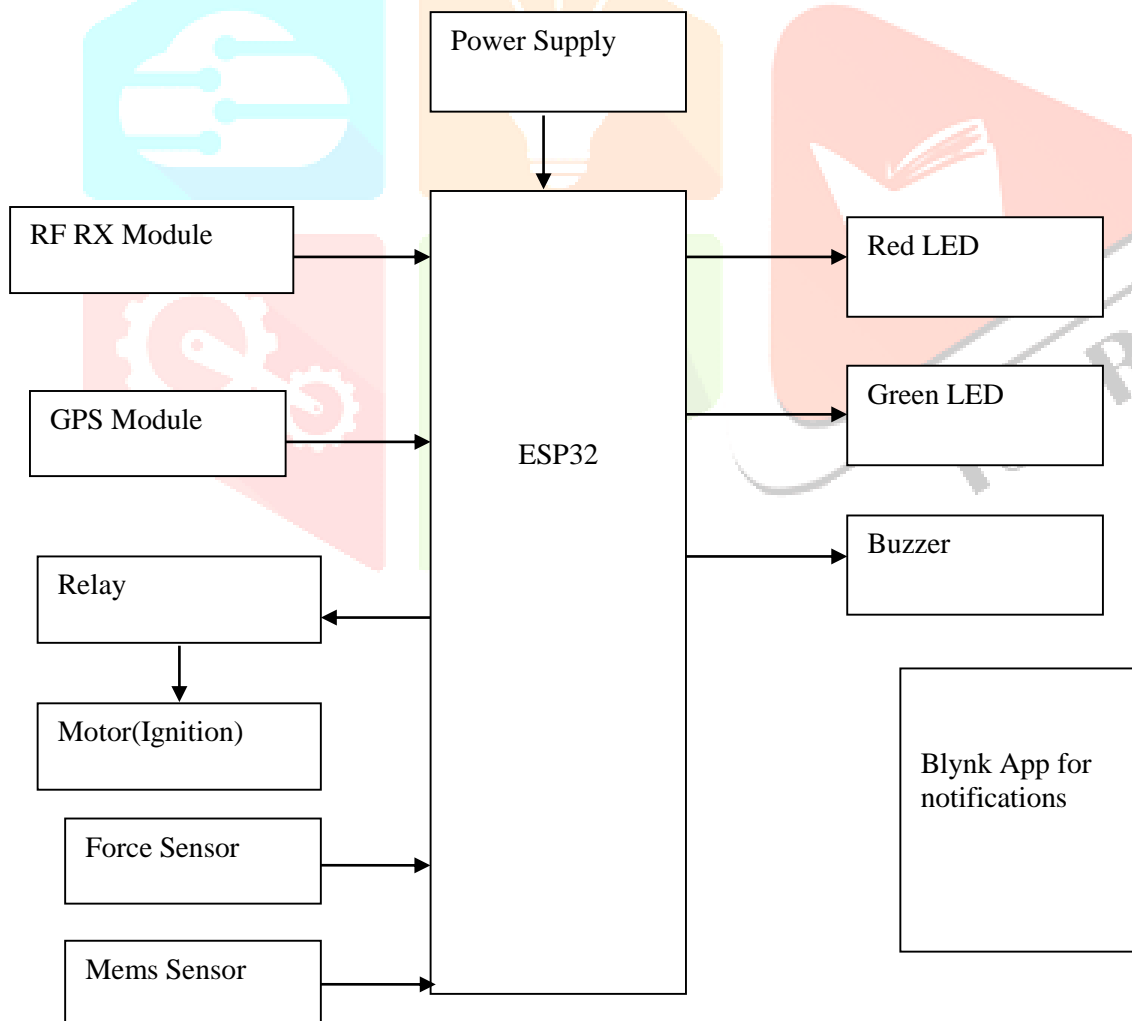 Power Supply
RF RX Module
Red LED
GPS Module
Green LED
ESP32
Relay
Buzzer
Motor(Ignition)
Blynk App for
notifications
Force Sensor
Mems Sensor